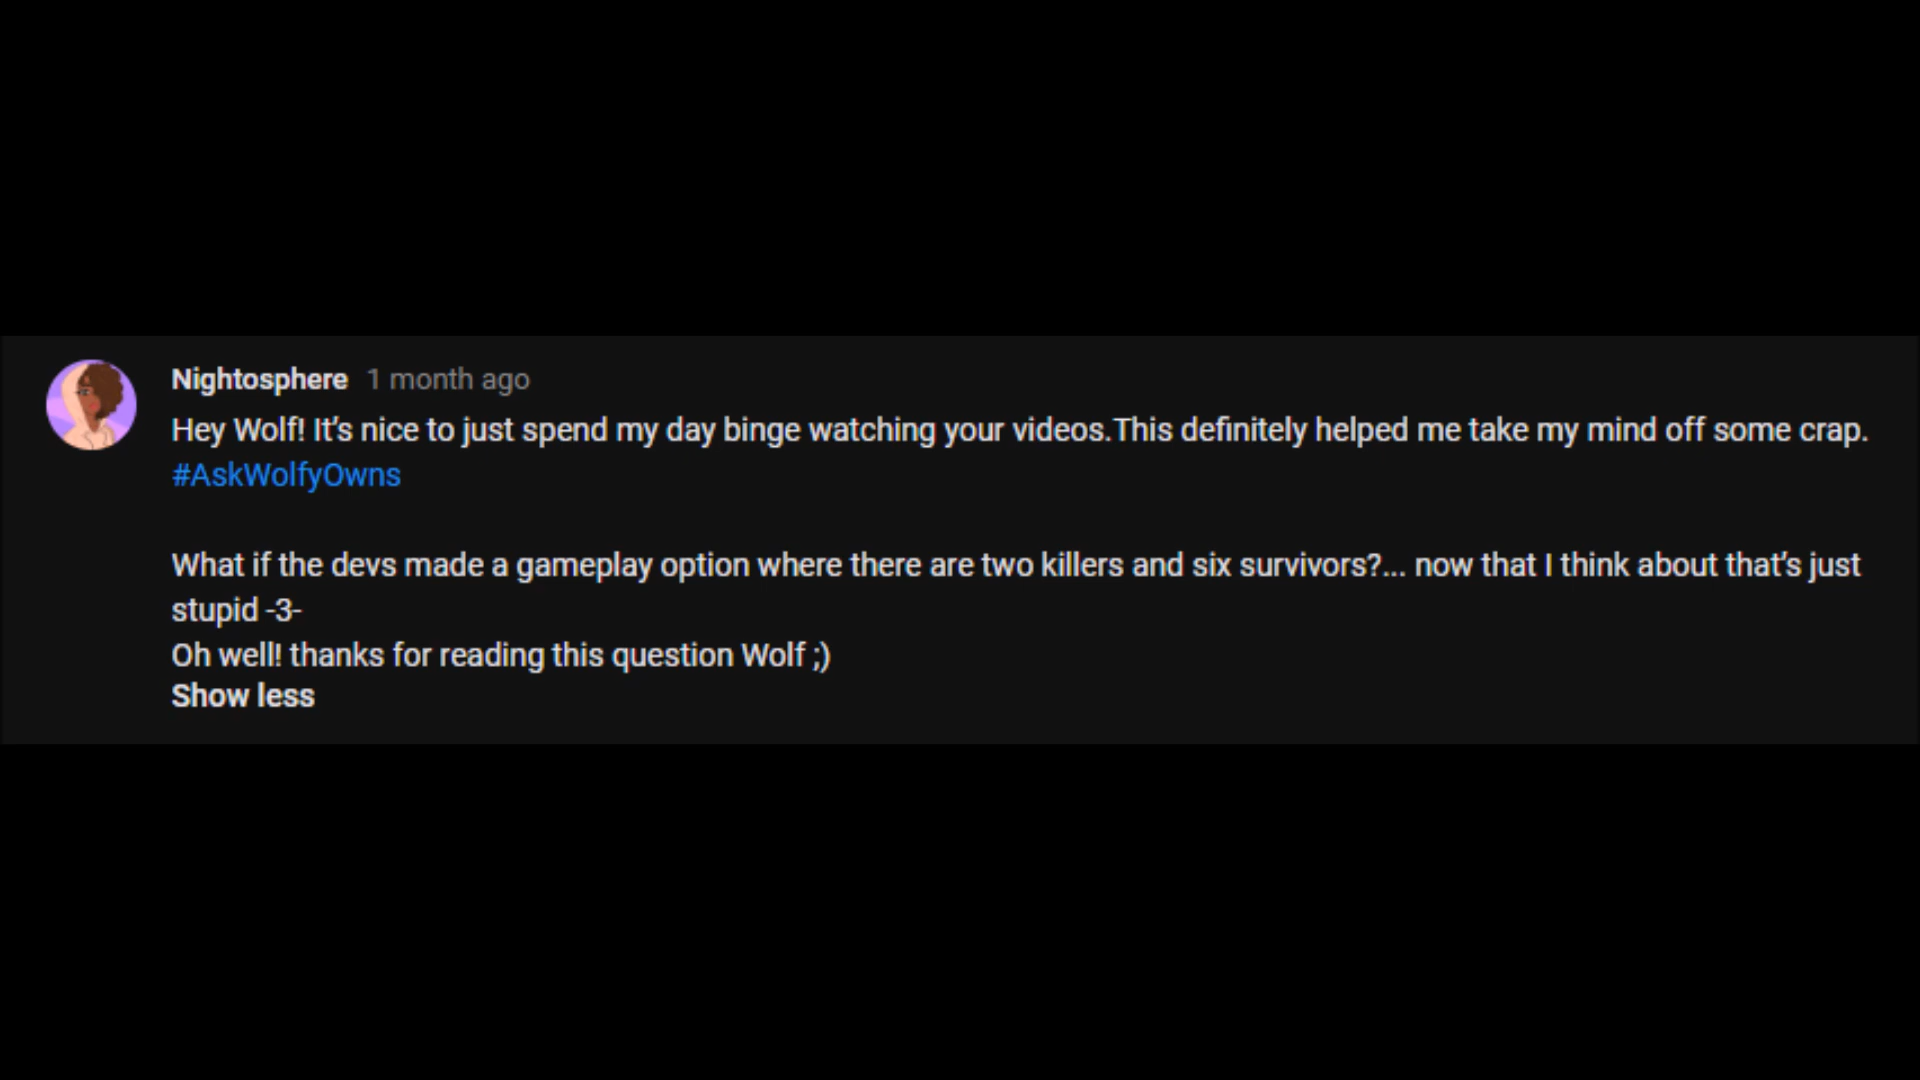 Nightosphere 1 month ago
Hey Wolf! It's nice to just spend my day binge watching your videos.This definitely helped me take my mind off some crap.
#AskWolfyOwns
What if the devs made a gameplay option where there are two killers and six survivors?... now that I think about that's just
stupid -3-
Oh well! thanks for reading this question Wolf ;)
Show less